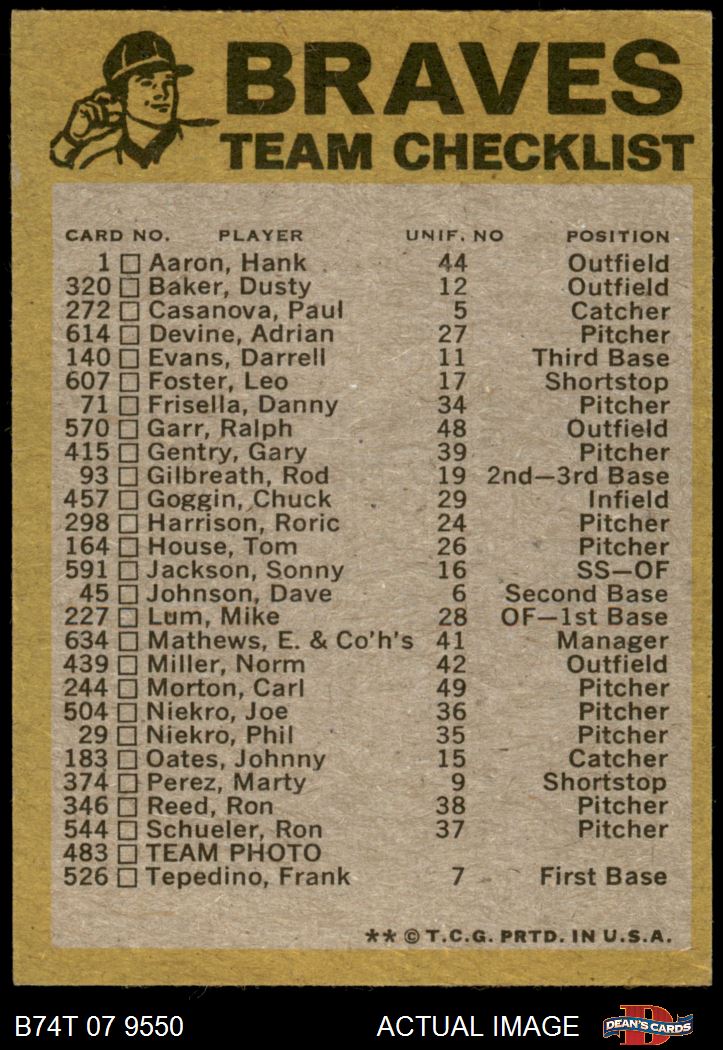 BRAVES
TEAM CHECKLIST
CARD NO. PLAYER UNIF. NO POSITION
1 Aaron, Hank 44 Outfield
320 Baker, Dusty 12 Outfield
272 Casanova, Paul 5 Catcher
614 Devine, Adrian 27 Pitcher
140 Evans, Darrell 11 Third Base
607 Foster, Leo 17 Shortstop
71 Frisella, Danny 34 Pitcher
570 Garr, Ralph 48 Outfield
415 Gentry, Gary 39 Pitcher
93 Gilbreath, Rod 19 2nd—3rd Base
457 Goggin, Chuck 29 Infield
298 Harrison, Roric 24 Pitcher
164 House, Tom 26 Pitcher
591 Jackson, Sonny 16 SS—OF
45 Johnson, Dave 6 Second Base
227 Lum, Mike 28 OF—1st Base
634 Mathews, E. & Co'h's 41 Manager
439 Miller, Norm 42 Outfield
244 Morton, Carl 49 Pitcher
504 Niekro, Joe 36 Pitcher
29 Niekro, Phil 35 Pitcher
183 Oates, Johnny 15 Catcher
374 Perez, Marty 9 Shortstop
346 Reed, Ron 38 Pitcher
544 Schueler, Ron 37 Pitcher
483 TEAM PHOTO
526 Tepedino, Frank 7 First Base
** © T.C.G. PRTD. IN U.S.A.
B74T 07 9550 ACTUAL IMAGE DEAN'S CARDS